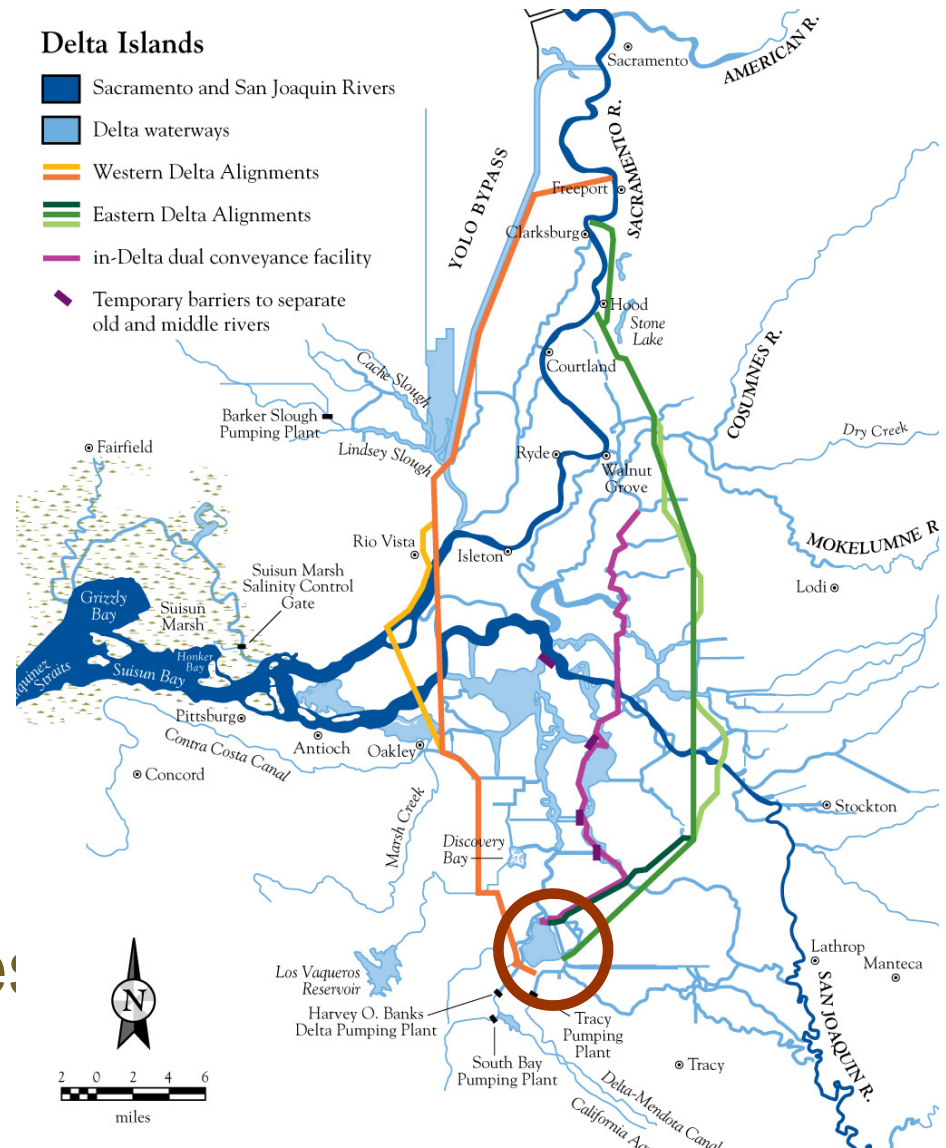 Delta Islands
Sacramento and San Joaquin Rivers
Delta waterways
Western Delta Alignments
Eastern Delta Alignments
in-Delta dual conveyance facility
Temporary barriers to separate
old and middle rivers
Sacramento
AMERICAN R.
SACRAMENTO R.
YOLO BYPASS
Freeport
Clarksburg
Hood
Stone
Lake
Courtland
COSUMNES R.
Cache Slough
Barker Slough
Pumping Plant
Lindsey Slough
Dry Creek
Fairfield
Ryde
Walnut
Grove
MOKELUMNE R
Rio Vista
Isleton
Lodi
Suisun Marsh
Salinity Control
Gate
Grizzly
Bay
Suisun
Marsh
Honker
Bay
Suisun Bay
quinez
Straits
Pittsburg
Antioch
Oakley
Contra Costa Canal
Concord
Stockton
Marsh Creek
Discovery
Bay
es
Los Vaqueros
Reservoir
Lathrop
Manteca
SAN JOAQUIN R.
N
Harvey O. Banks
Delta Pumping Plant
Tracy
Pumping
Plant
South Bay
Pumping Plant
Tracy
Delta-Mendota Canal
California Aq
2 0 2 4 6
miles